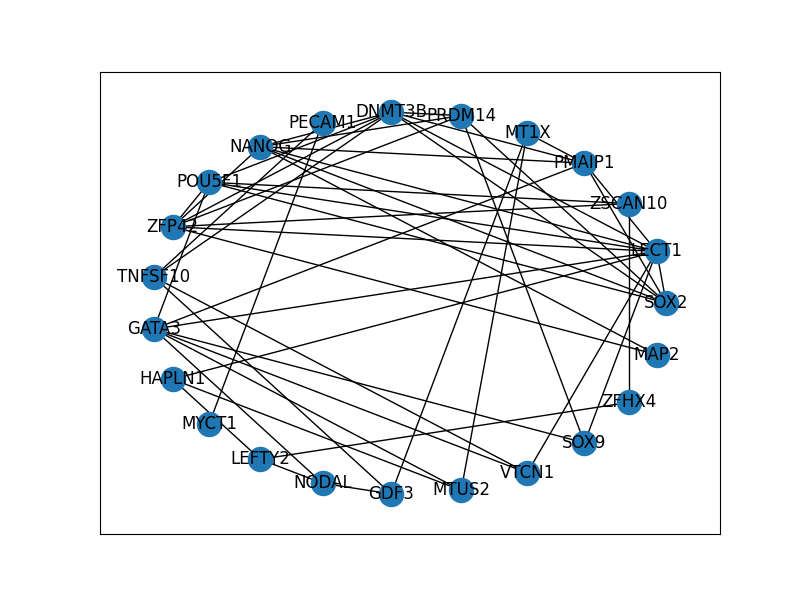 DNMT3B
PRDM14
PECAM1
MT1X
NANOG
PMAIP1
POU5F1
ZSCAN10
ZFP42
LECT1
TNFSF10
SOX2
GATA3
MAP2
HAPLN1
ZFHX4
MYCT1
SOX9
LEFTY2
VTCN1
NODAL
GDF3
MTUS2